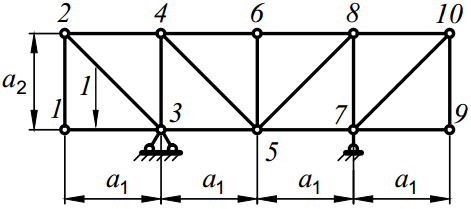 2 4 6 8 10
a₂ 1 1 3 5 7 9
a₁ a₁ a₁ a₁